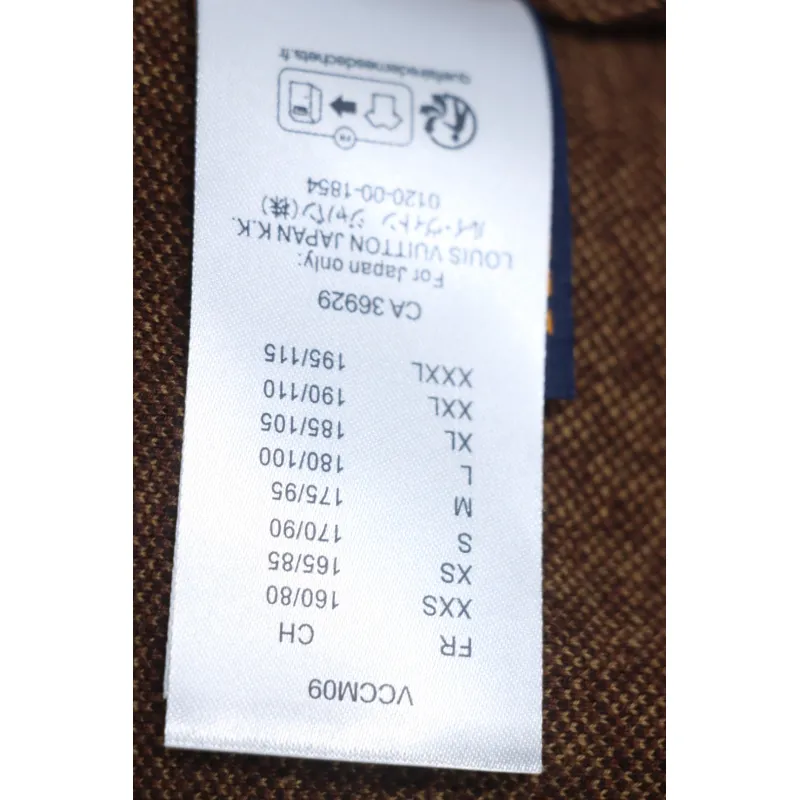 VCCM09
FR CH
XXS 160/80
XS 165/85
S 170/90
M 175/95
L 180/100
XL 185/105
XXL 190/110
XXXL 195/115
CA 36929
For Japan only:
LOUIS VUITTON JAPAN K.K.
ルイ・ヴィトン ジャパン(株)
0120-00-1854
FR
quefairedemesdechets.fr